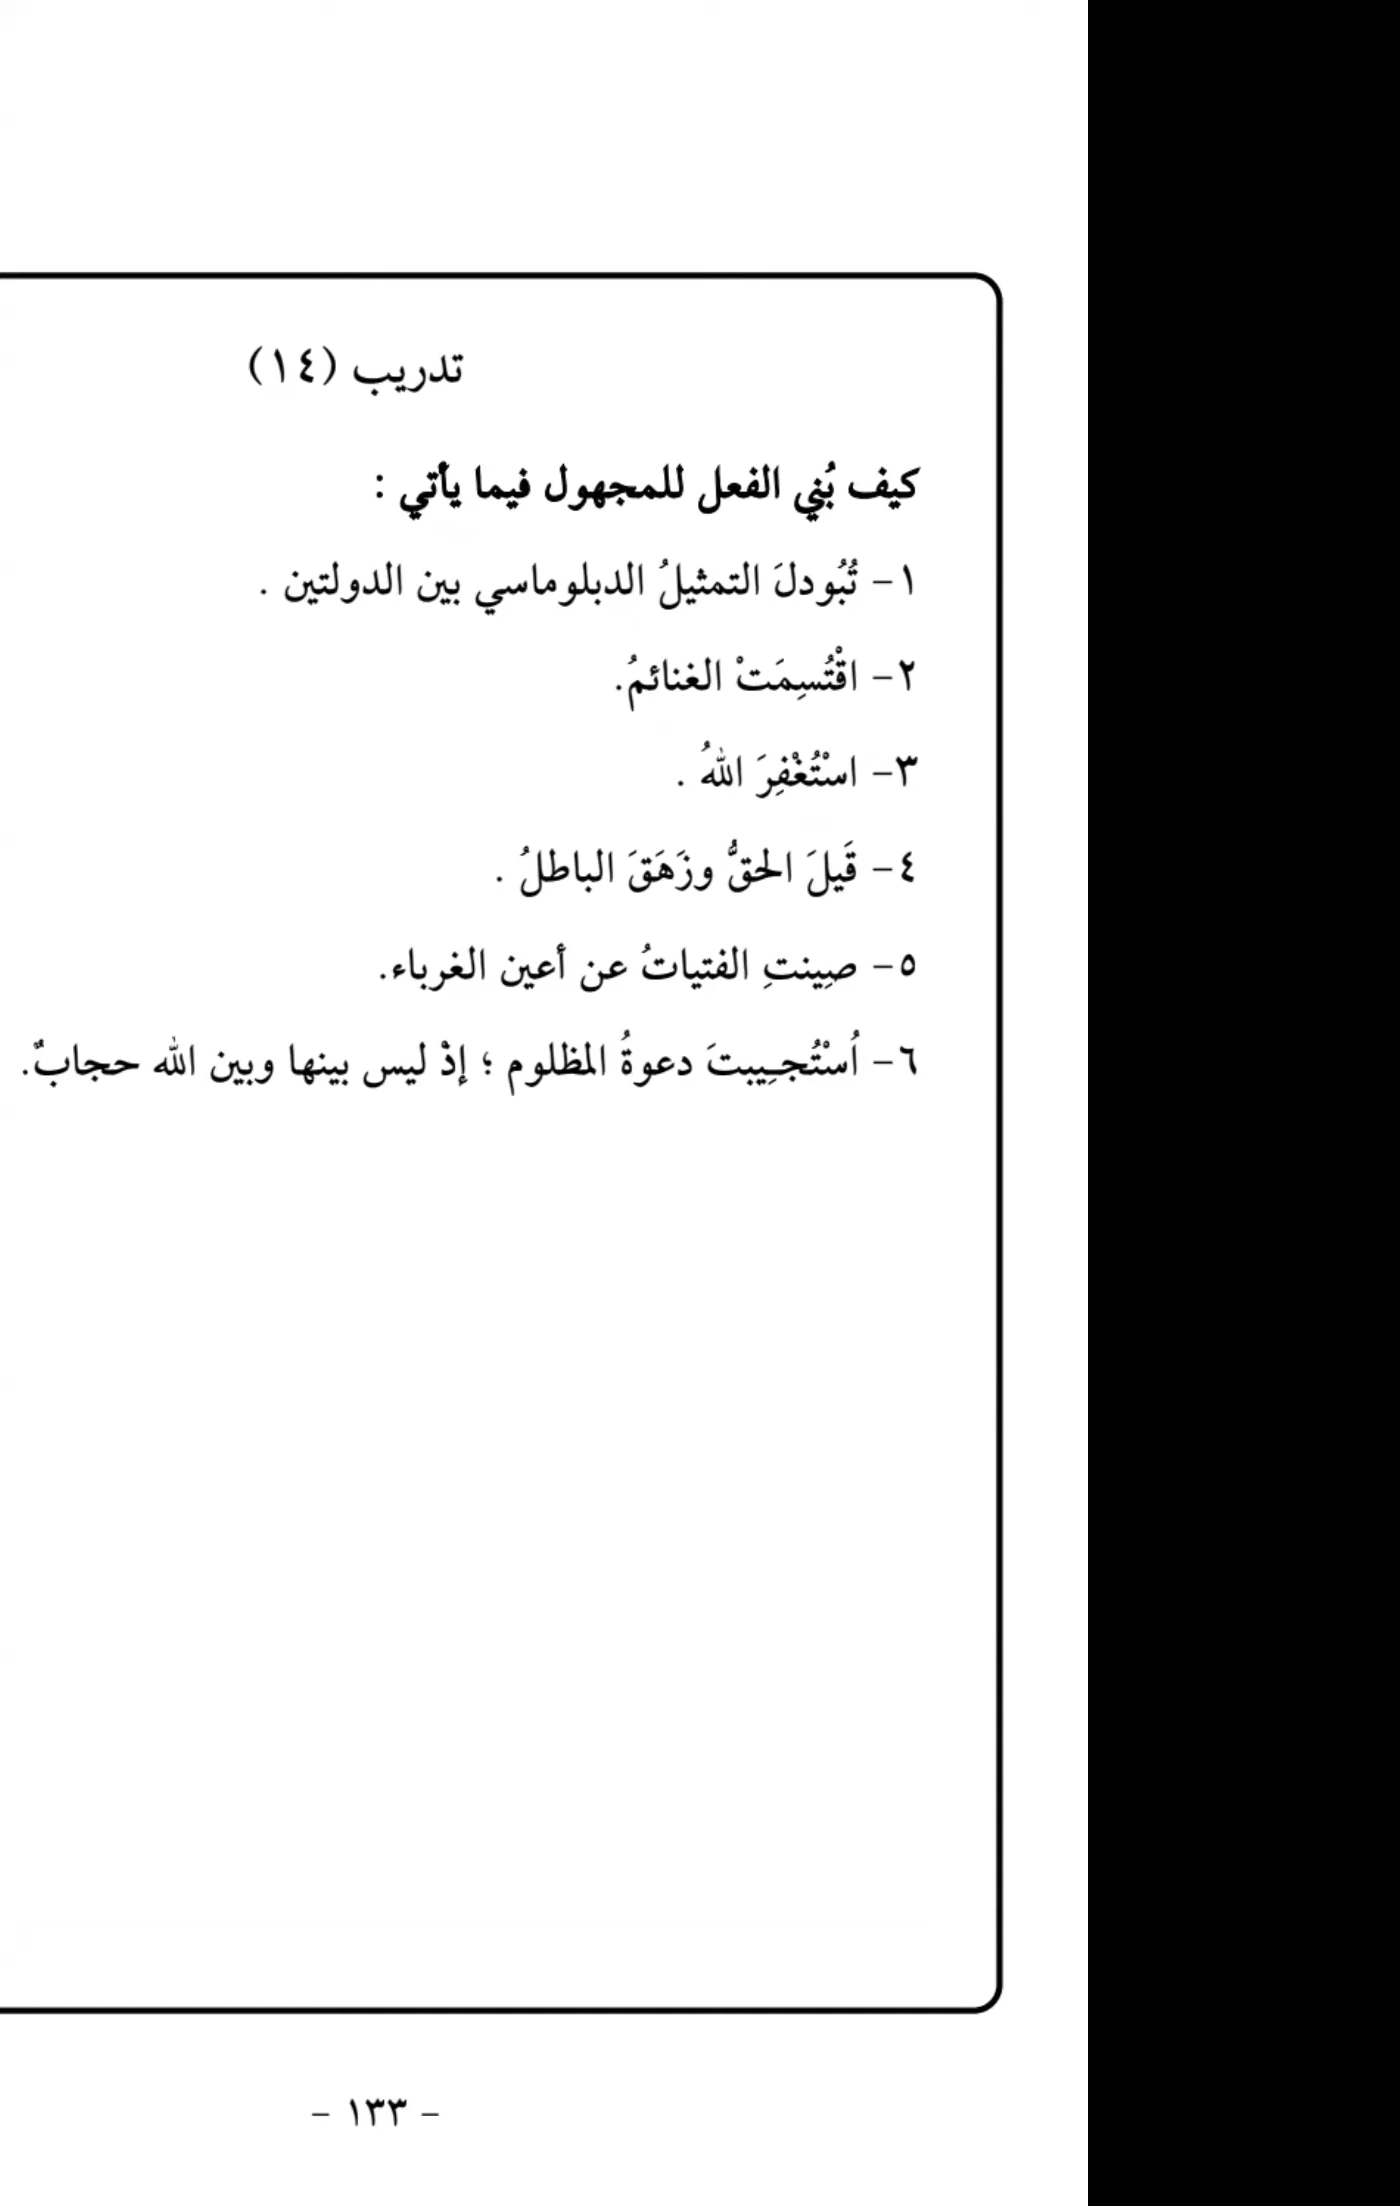 تدريب (١٤)
كيف بُني الفعل للمجهول فيما يأتي :
١– تُبُودلَ التمثيلُ الدبلوماسي بين الدولتين .
٢– اقْتُسِمَتْ الغنائمُ.
٣– اسْتُغْفِرَ اللهُ .
٤– قَيلَ الحقُّ وزَهَقَ الباطلُ .
٥– صِينتِ الفتياتُ عن أعين الغرباء.
٦– اُسْتُجِيبتَ دعوةُ المظلوم ؛ إذْ ليس بينها وبين الله حجابٌ.
– ١٣٣ –